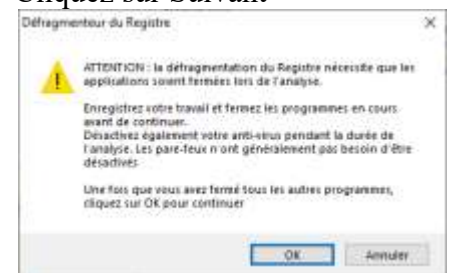 Cliquez sur Suivant
Défragmenteur du Registre
ATTENTION : la défragmentation du Registre nécessite que les
applications soient fermées lors de l'analyse.
Enregistrez votre travail et fermez les programmes en cours
avant de continuer.
Désactivez également votre anti-virus pendant la durée de
l'analyse. Les pare-feux n'ont généralement pas besoin d'être
désactivés
Une fois que vous avez fermé tous les autres programmes,
cliquez sur OK pour continuer
OK Annuler